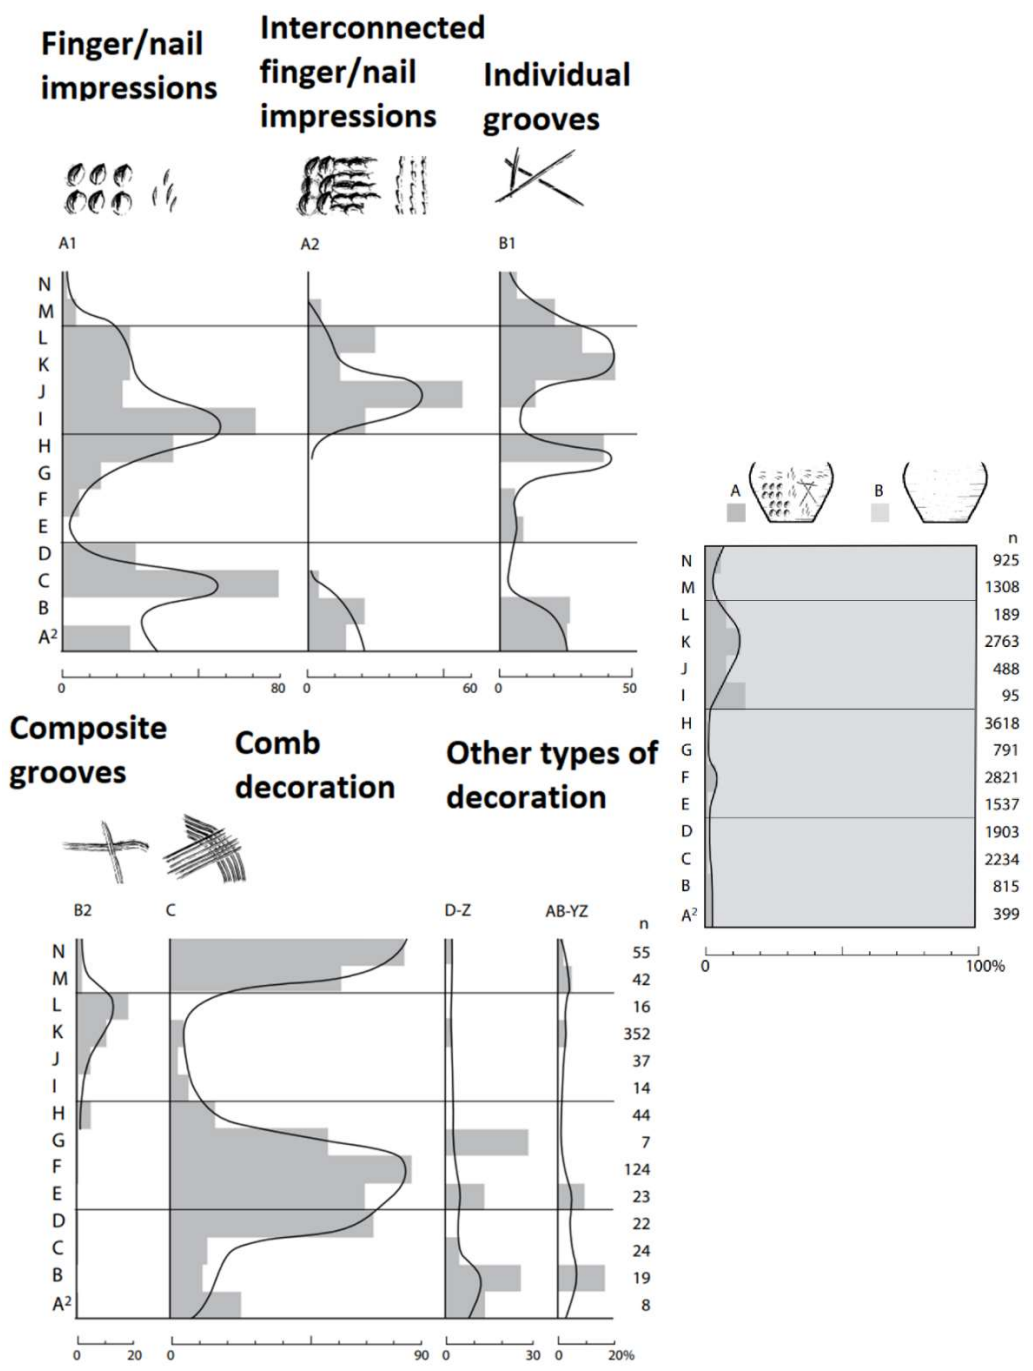 Finger/nail
impressions
Interconnected
finger/nail
impressions
Individual
grooves
A1
A2
B1
N
M
L
K
J
I
H
G
F
E
D
C
B
A²
0 80
0 60
0 50
Composite
grooves
Comb
decoration
Other types of
decoration
B2
C
D-Z
AB-YZ
n
N 55
M 42
L 16
K 352
J 37
I 14
H 44
G 7
F 124
E 23
D 22
C 24
B 19
A² 8
0 20
0 90
0 30
0 20%
A
B
n
N 925
M 1308
L 189
K 2763
J 488
I 95
H 3618
G 791
F 2821
E 1537
D 1903
C 2234
B 815
A² 399
0 100%